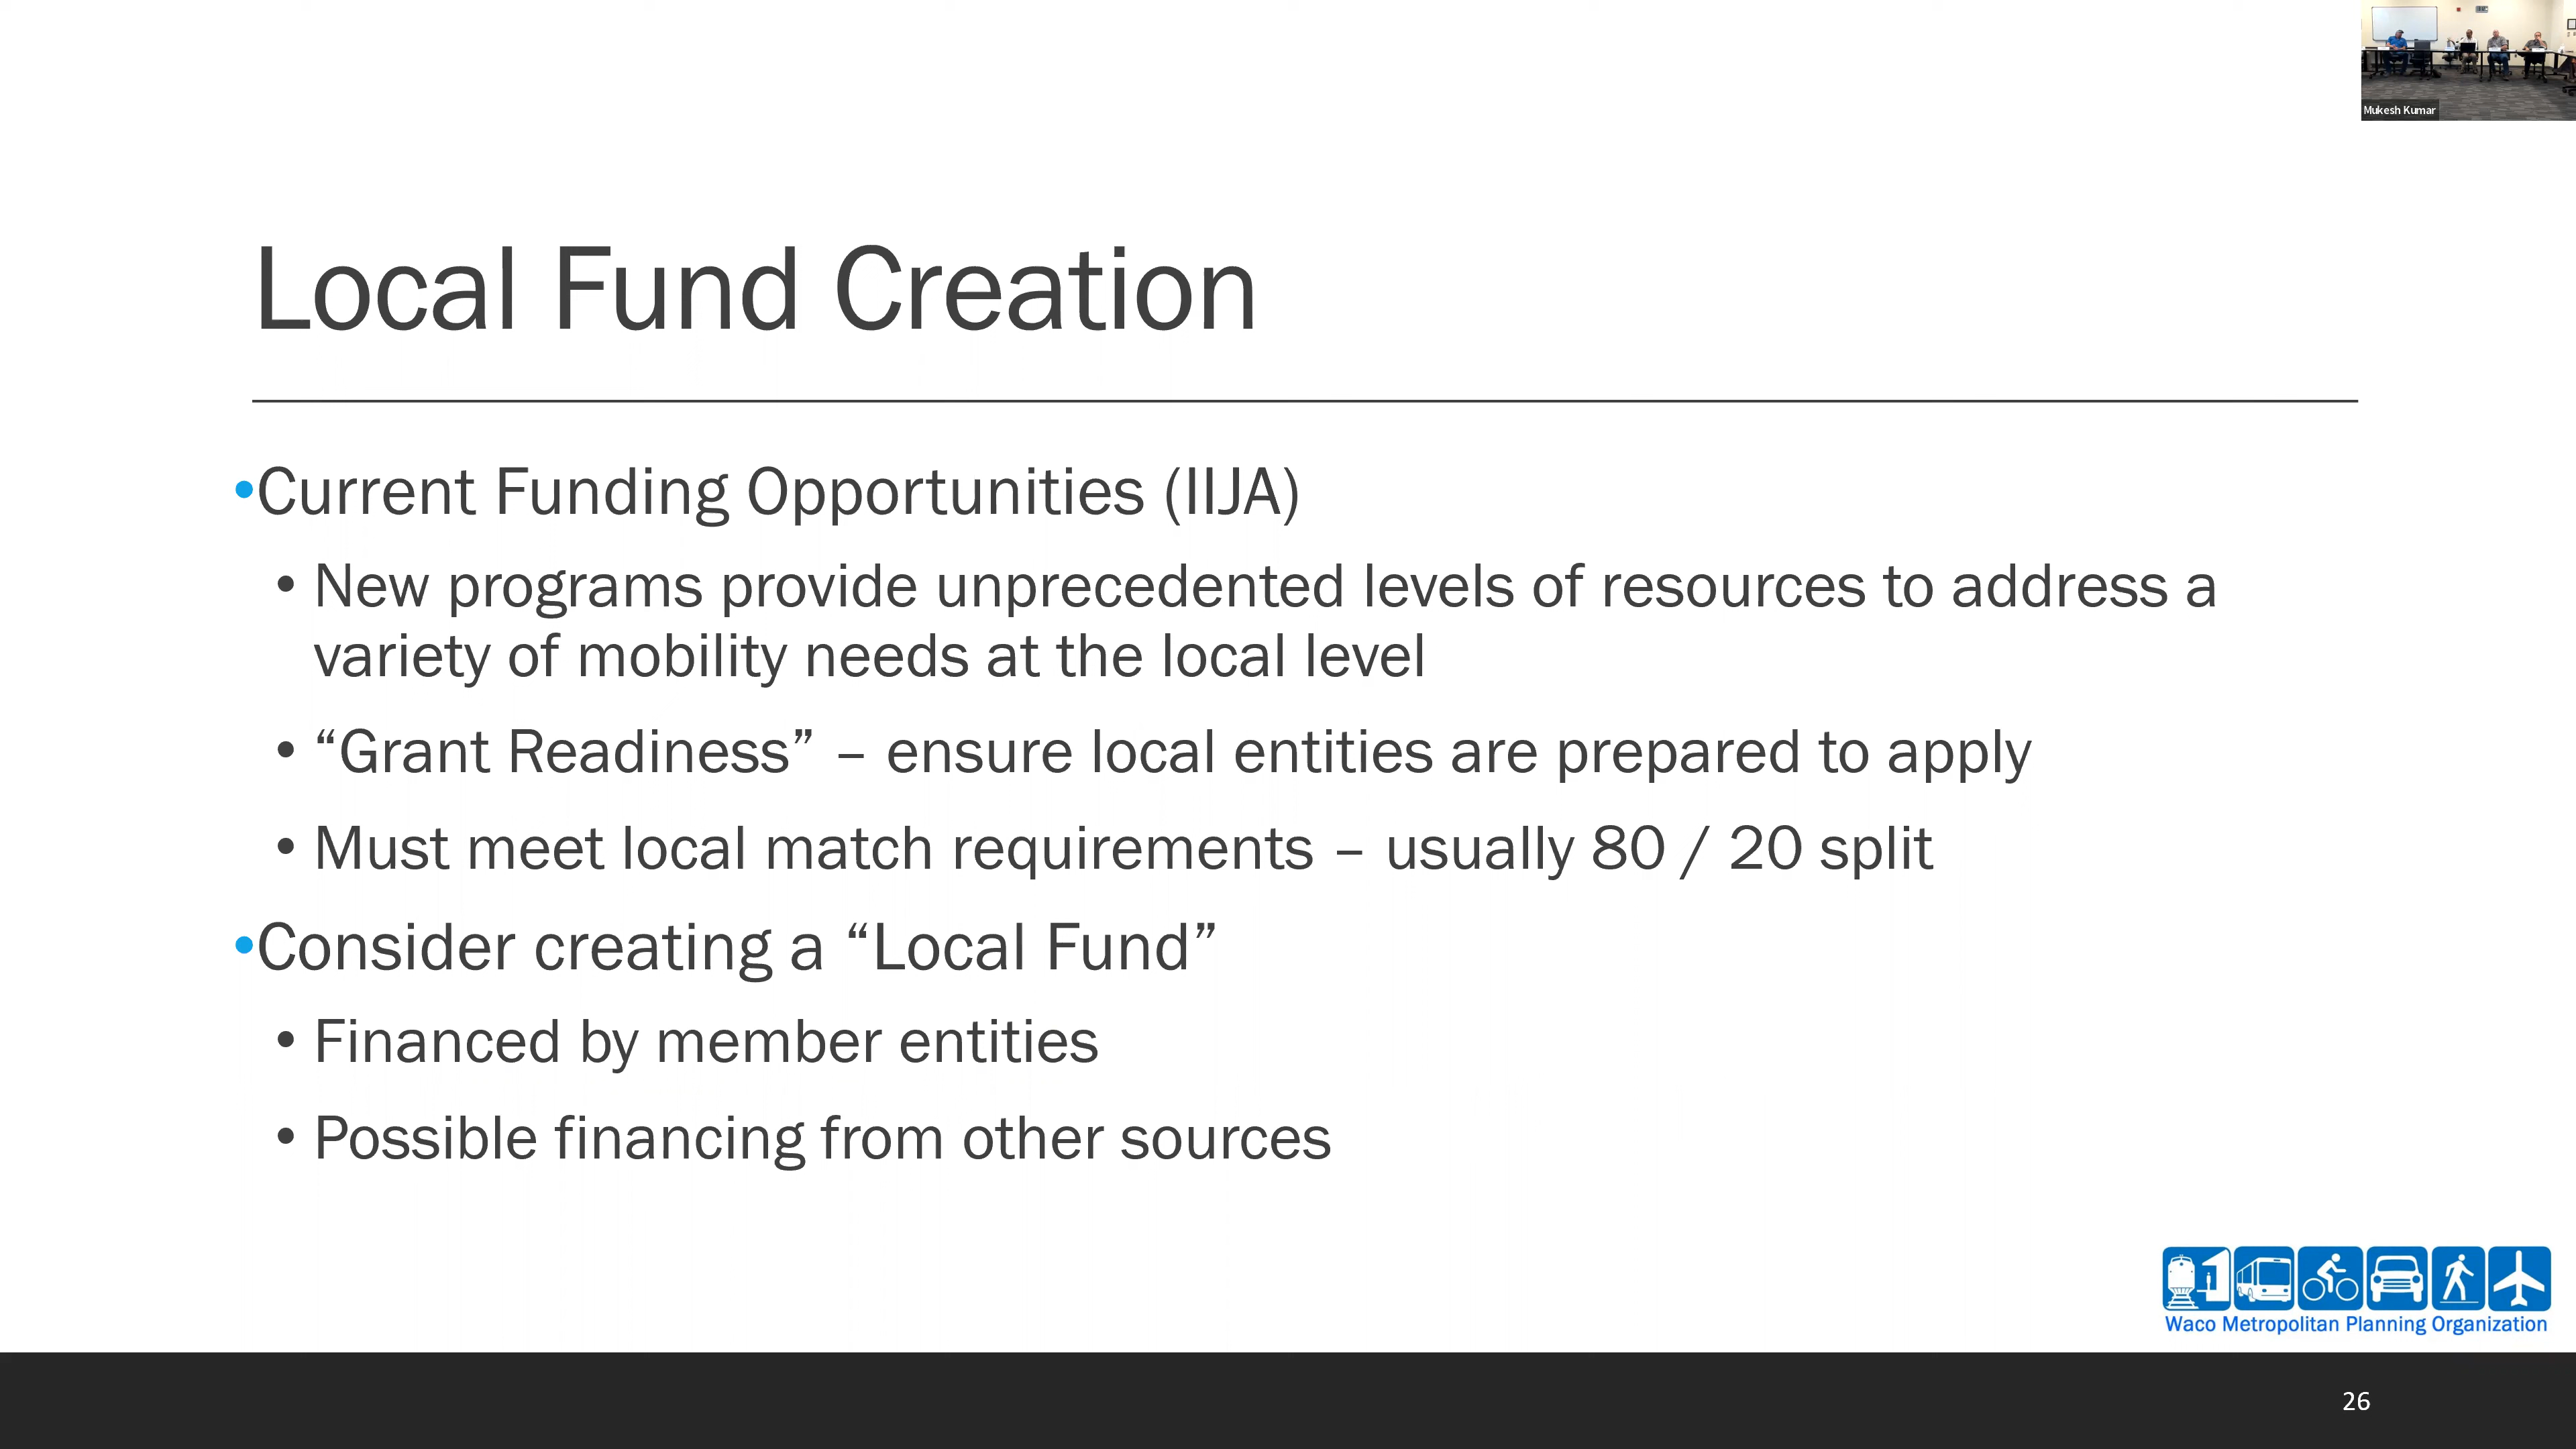 Mukesh Kumar
Local Fund Creation
•Current Funding Opportunities (IIJA)
• New programs provide unprecedented levels of resources to address a
variety of mobility needs at the local level
• “Grant Readiness” – ensure local entities are prepared to apply
• Must meet local match requirements – usually 80 / 20 split
•Consider creating a “Local Fund”
• Financed by member entities
• Possible financing from other sources
Waco Metropolitan Planning Organization
26